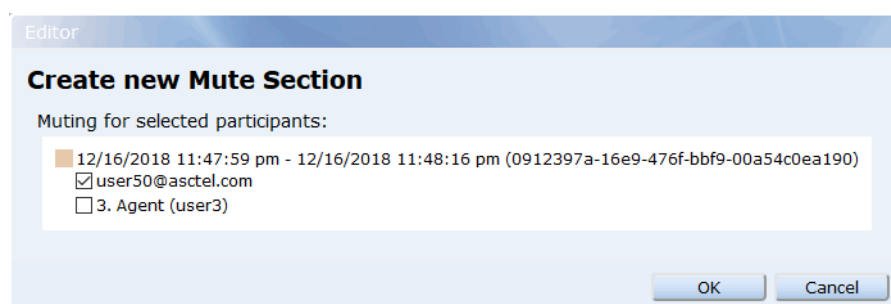 Editor
Create new Mute Section
Muting for selected participants:
12/16/2018 11:47:59 pm - 12/16/2018 11:48:16 pm (0912397a-16e9-476f-bbf9-00a54c0ea190)
user50@asctel.com
3. Agent (user3)
OK Cancel